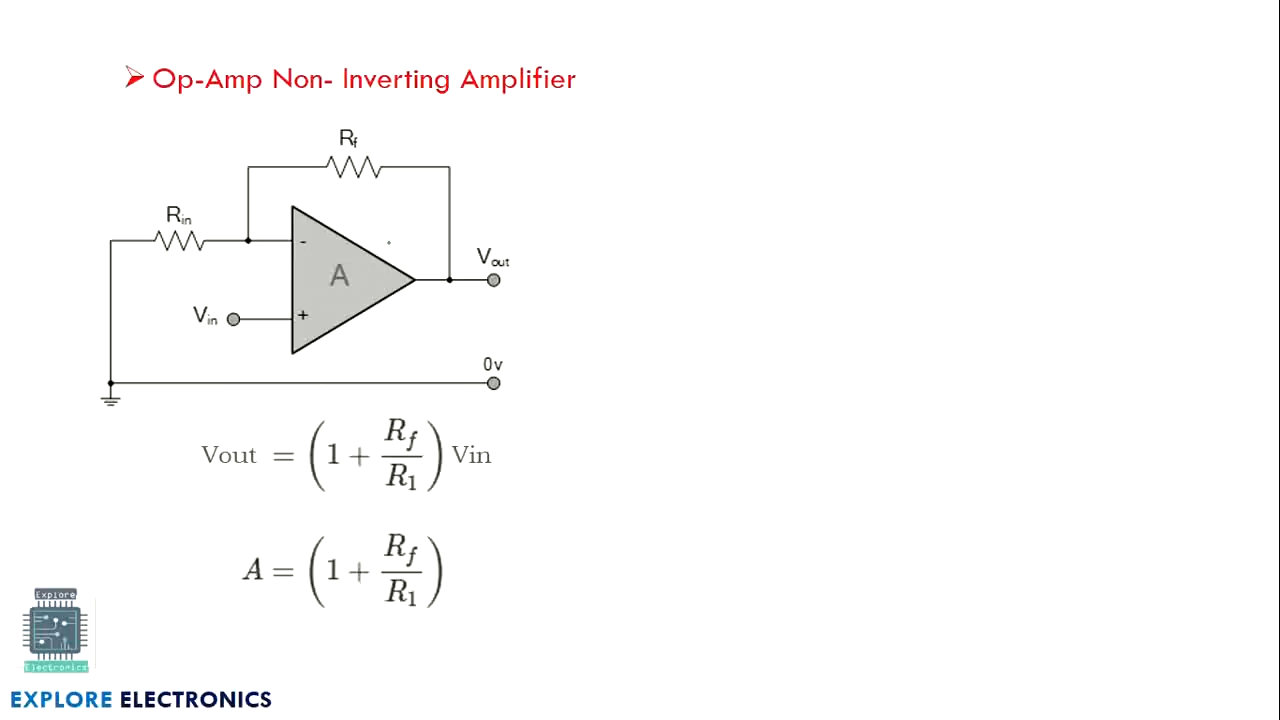 ➢ Op-Amp Non- Inverting Amplifier
Rf
Rin
-
A
Vout
Vin
+
0v
Vout = (1 + Rf/R1) Vin
A = (1 + Rf/R1)
Explore
Electronics
EXPLORE ELECTRONICS